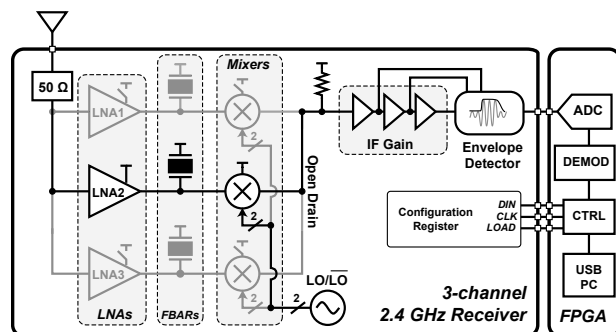 50 Ω
LNA1
LNA2
LNA3
LNAs
FBARs
Mixers
2
2
2
Open Drain
LO/L̅O̅
2
IF Gain
Envelope
Detector
Configuration
Register
DIN
CLK
LOAD
3-channel
2.4 GHz Receiver
ADC
DEMOD
CTRL
USB
PC
FPGA